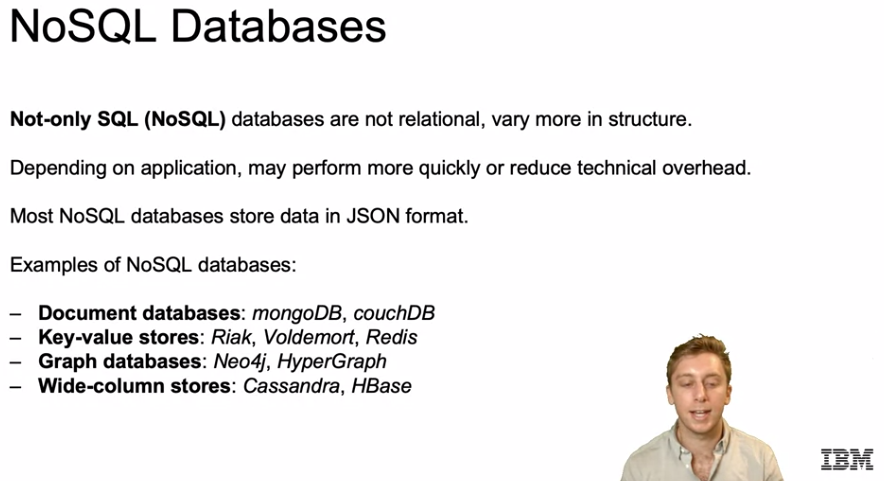 NoSQL Databases
Not-only SQL (NoSQL) databases are not relational, vary more in structure.
Depending on application, may perform more quickly or reduce technical overhead.
Most NoSQL databases store data in JSON format.
Examples of NoSQL databases:
– Document databases: mongoDB, couchDB
– Key-value stores: Riak, Voldemort, Redis
– Graph databases: Neo4j, HyperGraph
– Wide-column stores: Cassandra, HBase
IBM